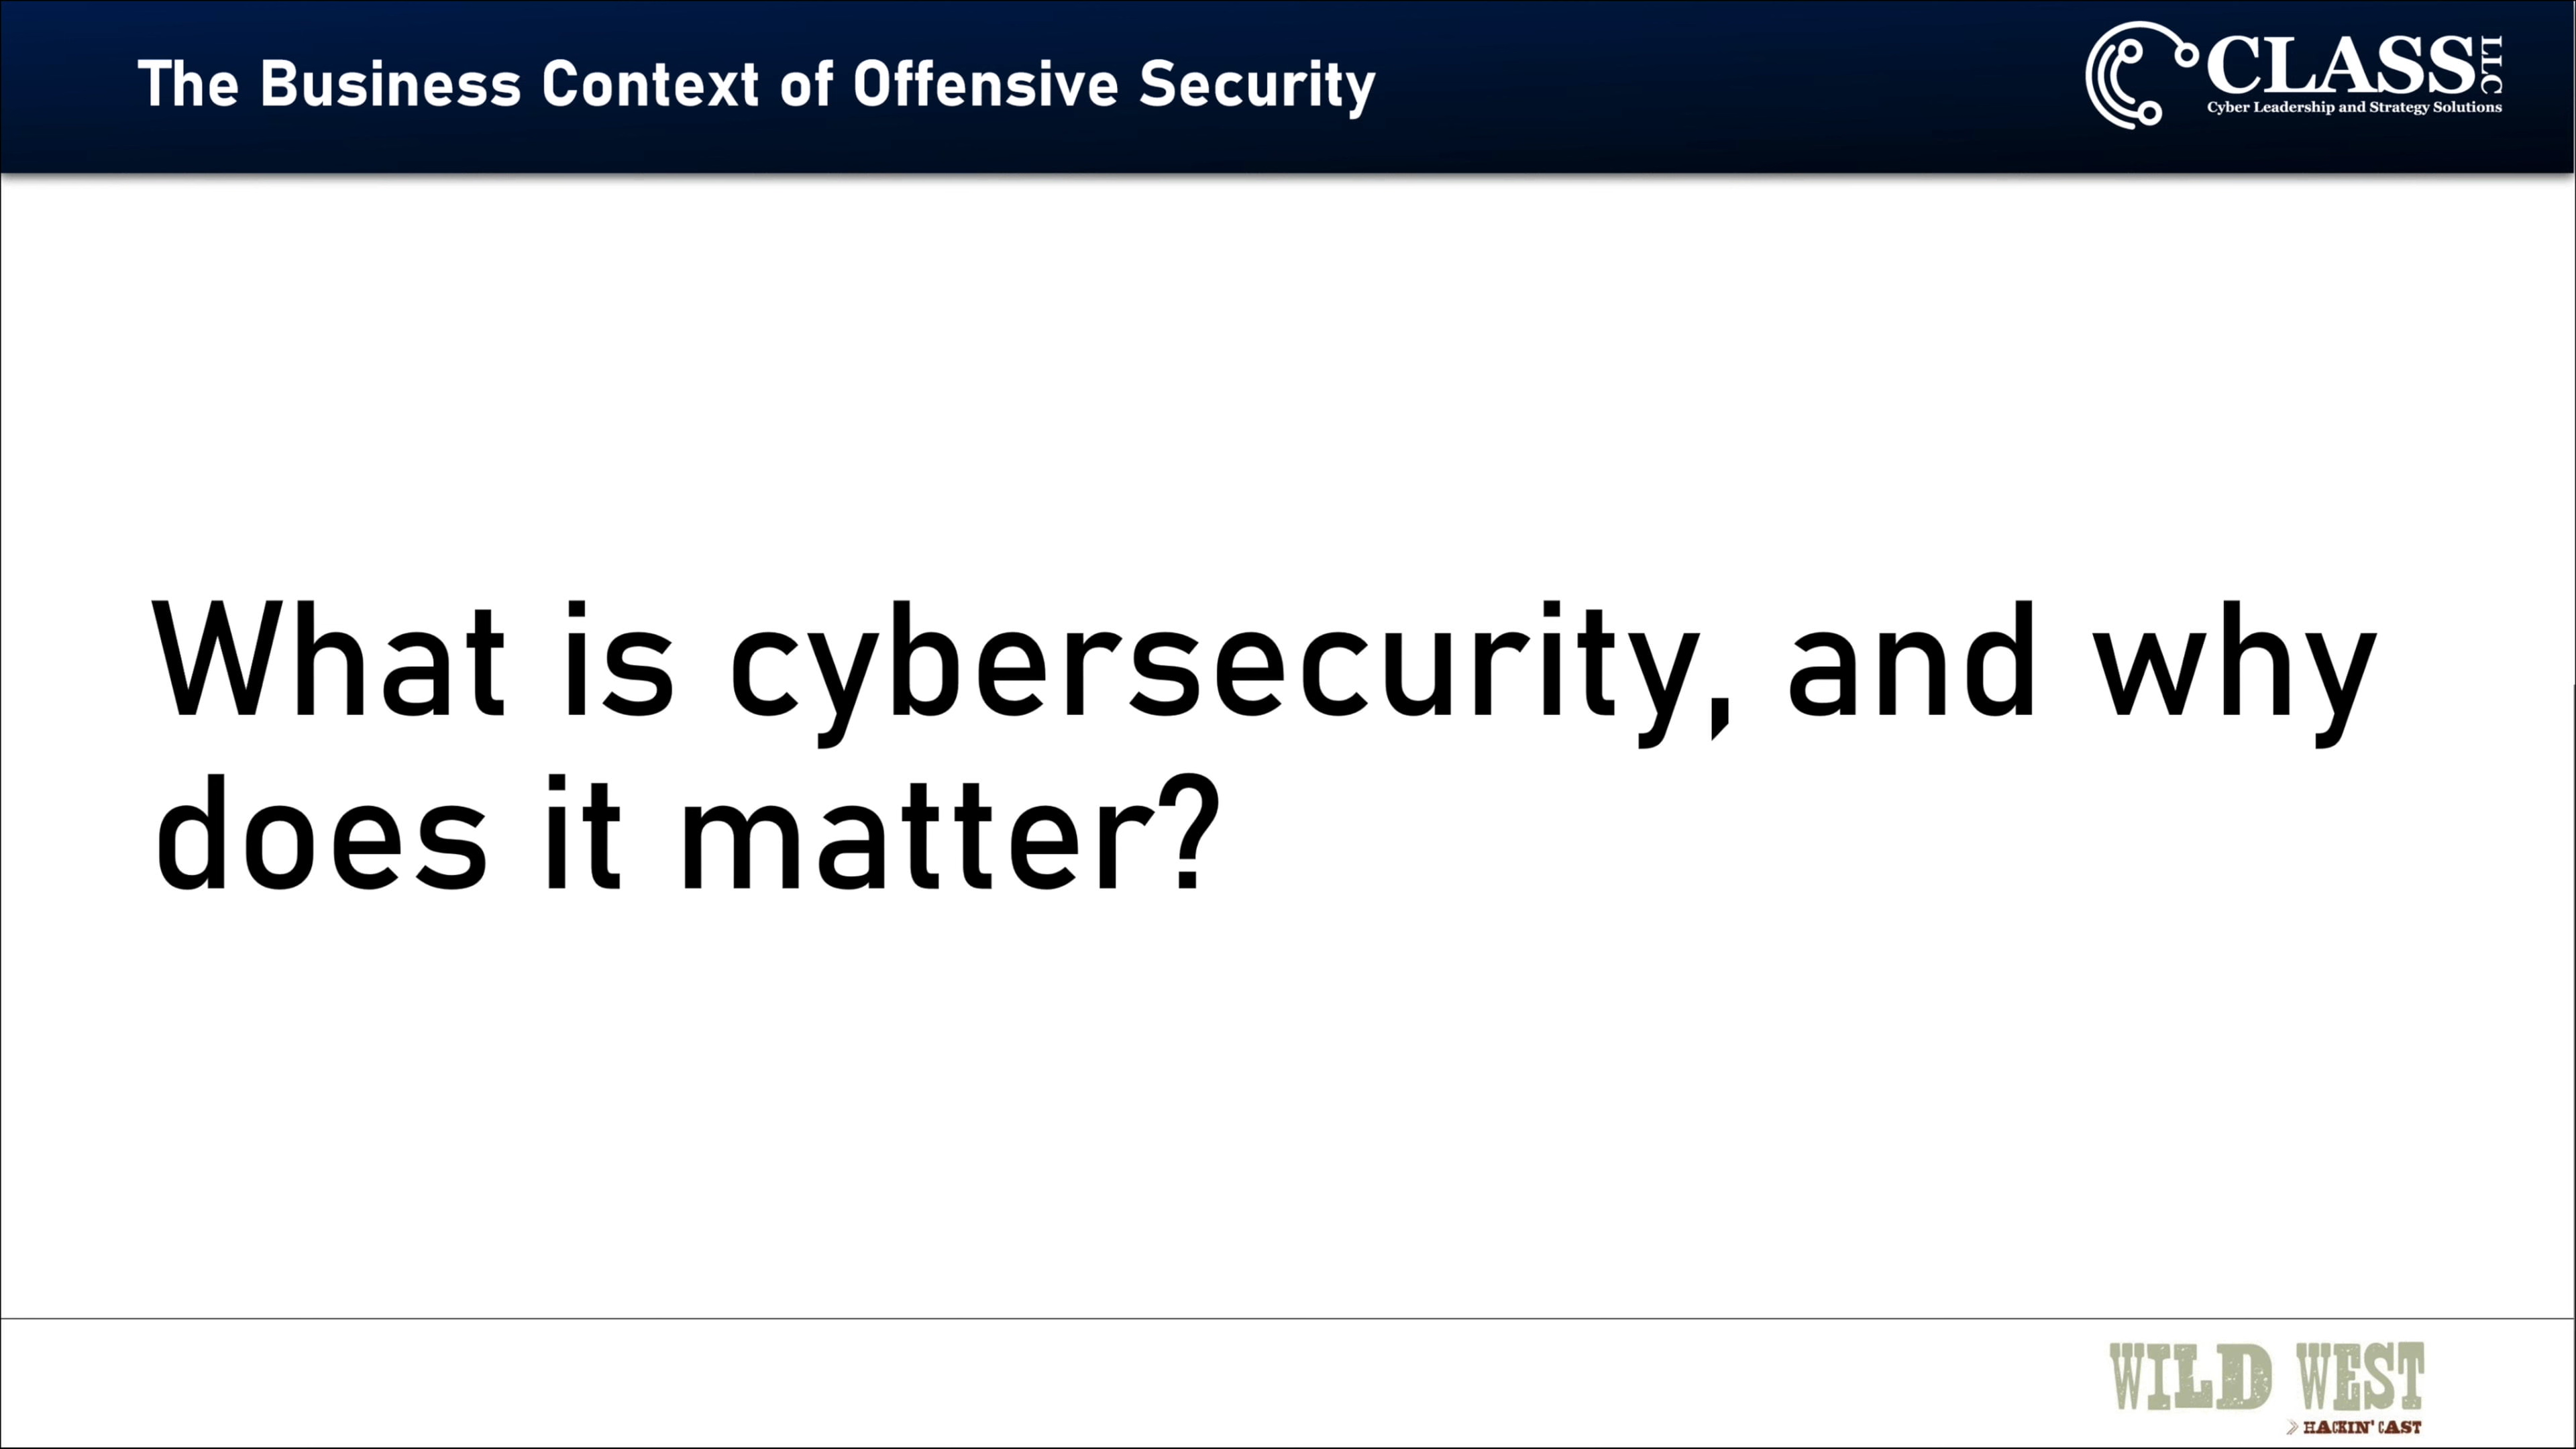 The Business Context of Offensive Security
CLASS LLC
Cyber Leadership and Strategy Solutions
What is cybersecurity, and why
does it matter?
WILD WEST
HACKIN' CAST